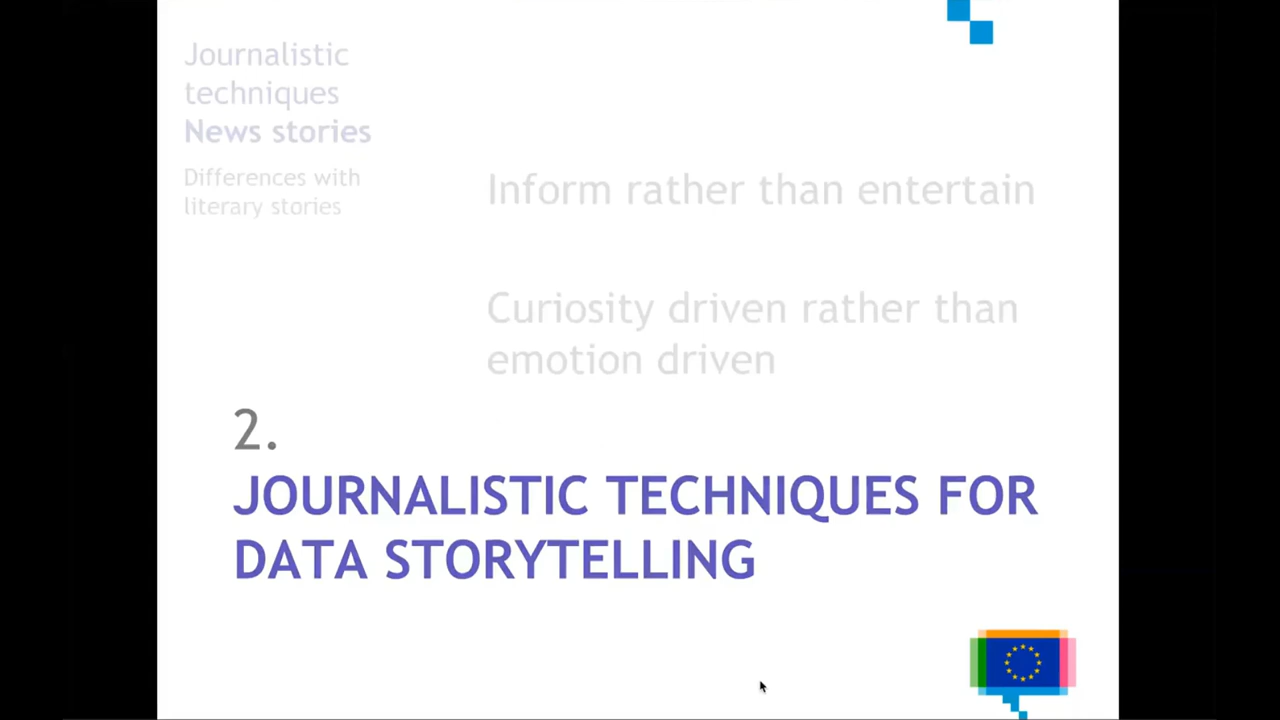 Journalistic
techniques
News stories
Differences with
literary stories
Inform rather than entertain
Curiosity driven rather than
emotion driven
2.
JOURNALISTIC TECHNIQUES FOR
DATA STORYTELLING